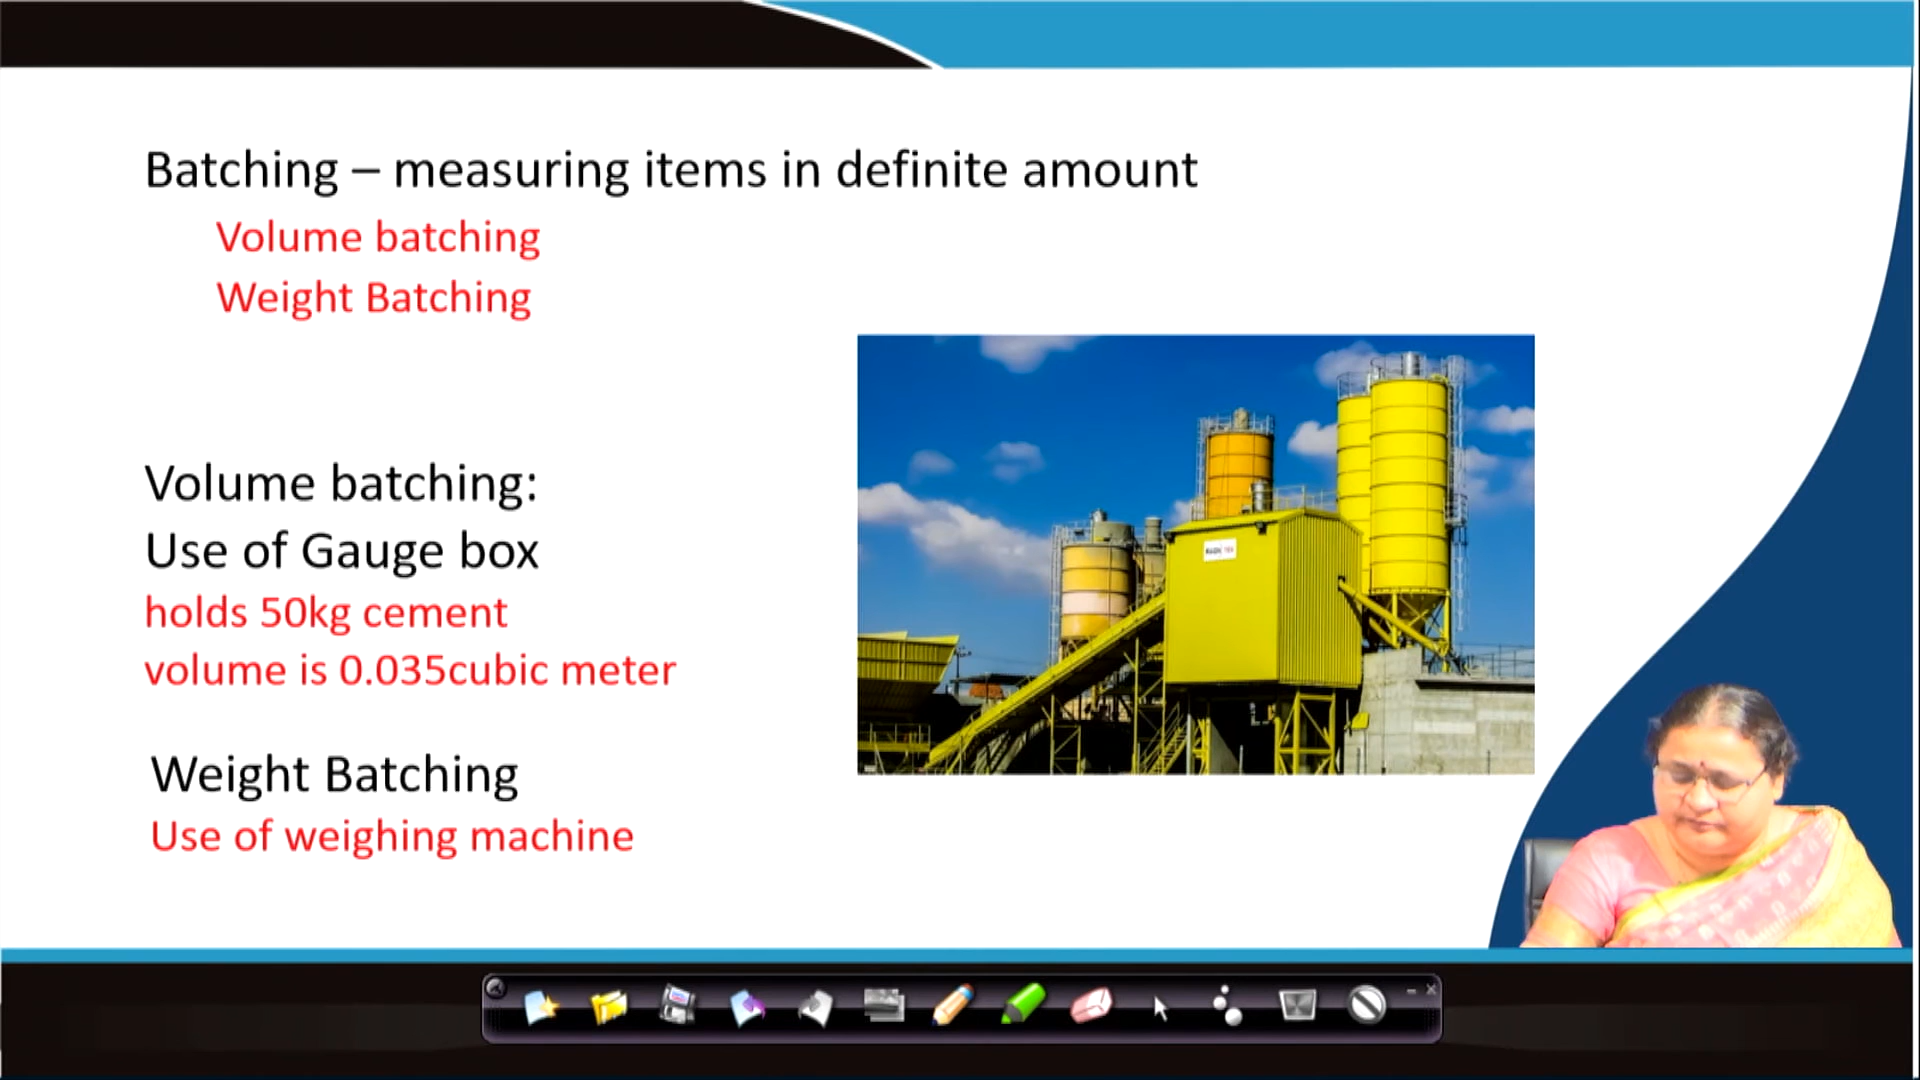 Batching – measuring items in definite amount
Volume batching
Weight Batching
Volume batching:
Use of Gauge box
holds 50kg cement
volume is 0.035cubic meter
Weight Batching
Use of weighing machine